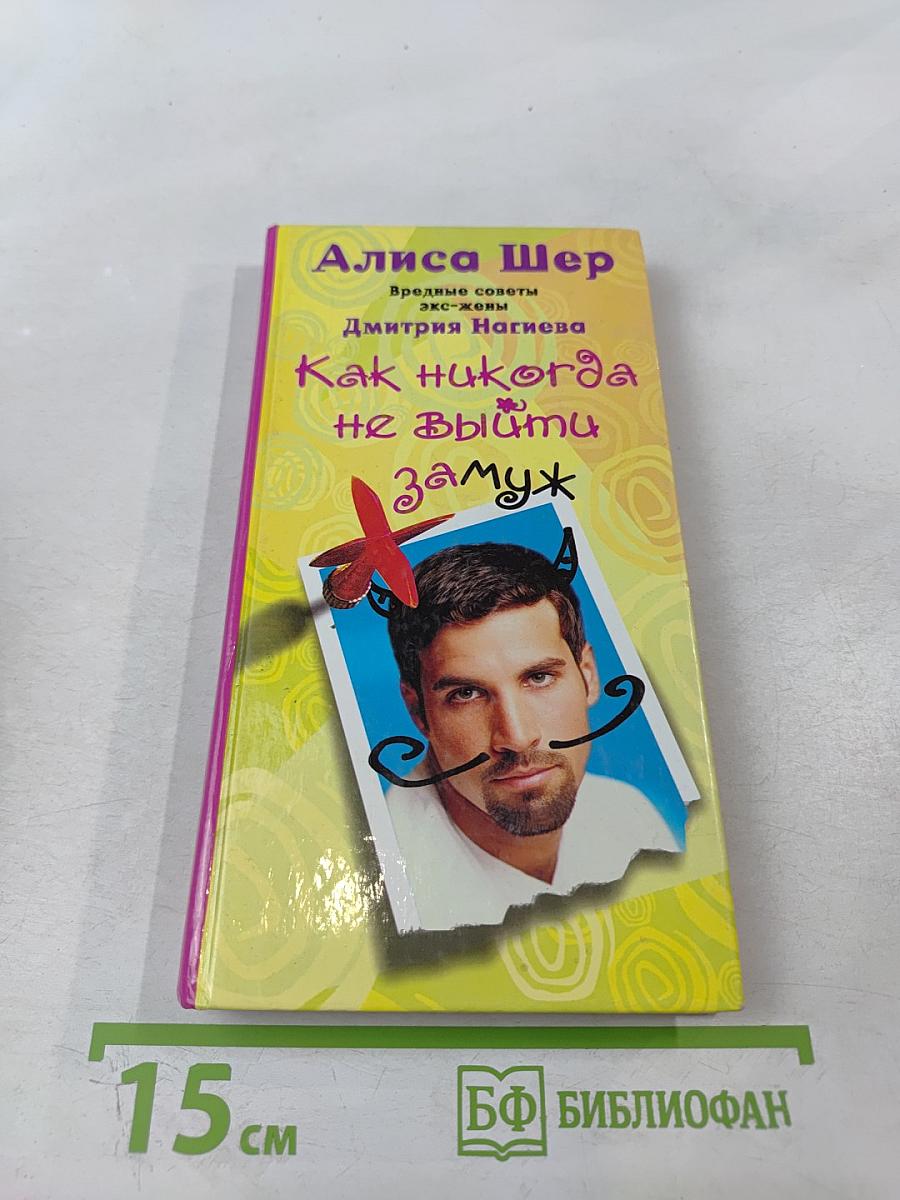 Алиса Шер
Вредные советы
экс-жены
Дмитрия Нагиева
Как никогда
не выйти
замуж
15 см
БФ БИБЛИОФАН